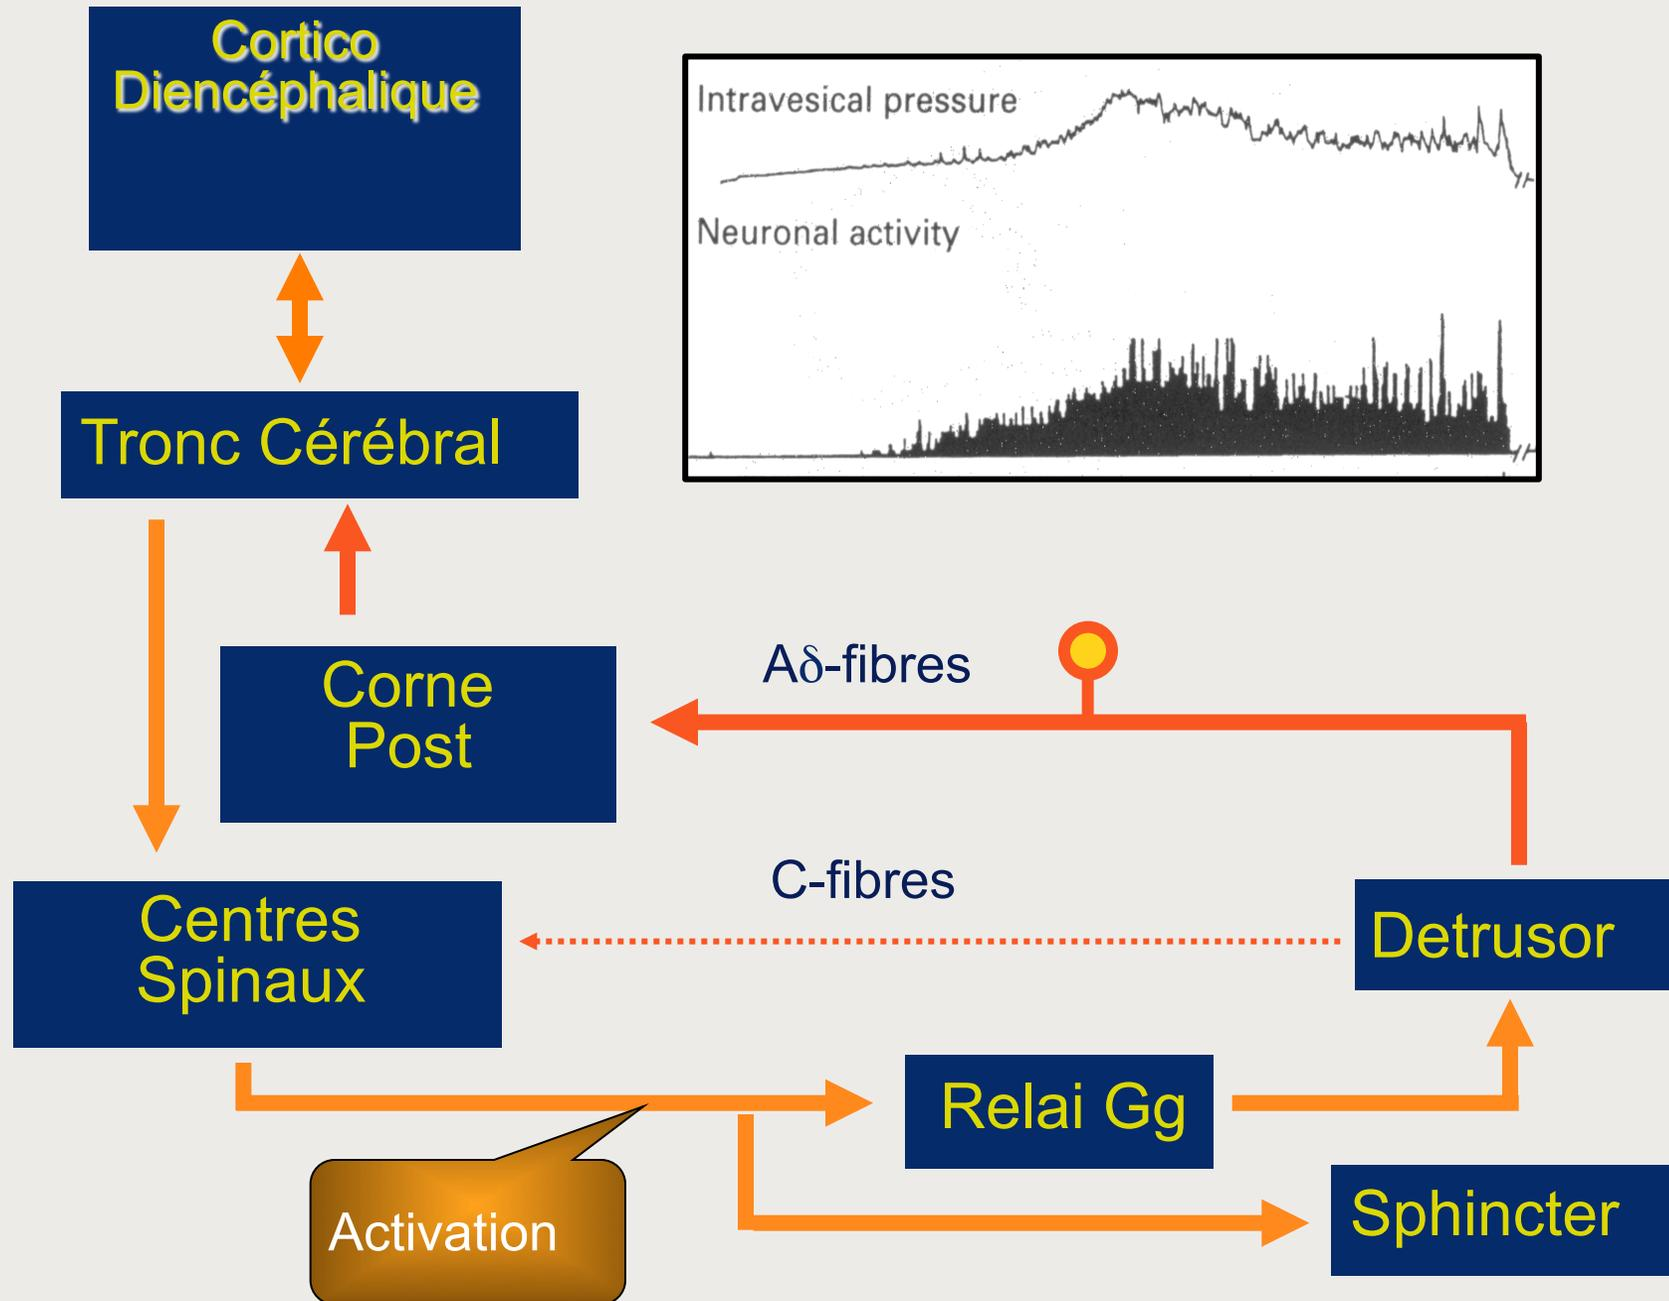 Cortico
Diencéphalique
Intravesical pressure
Neuronal activity
Tronc Cérébral
Aδ-fibres
Corne
Post
C-fibres
Centres
Spinaux
Detrusor
Relai Gg
Activation
Sphincter